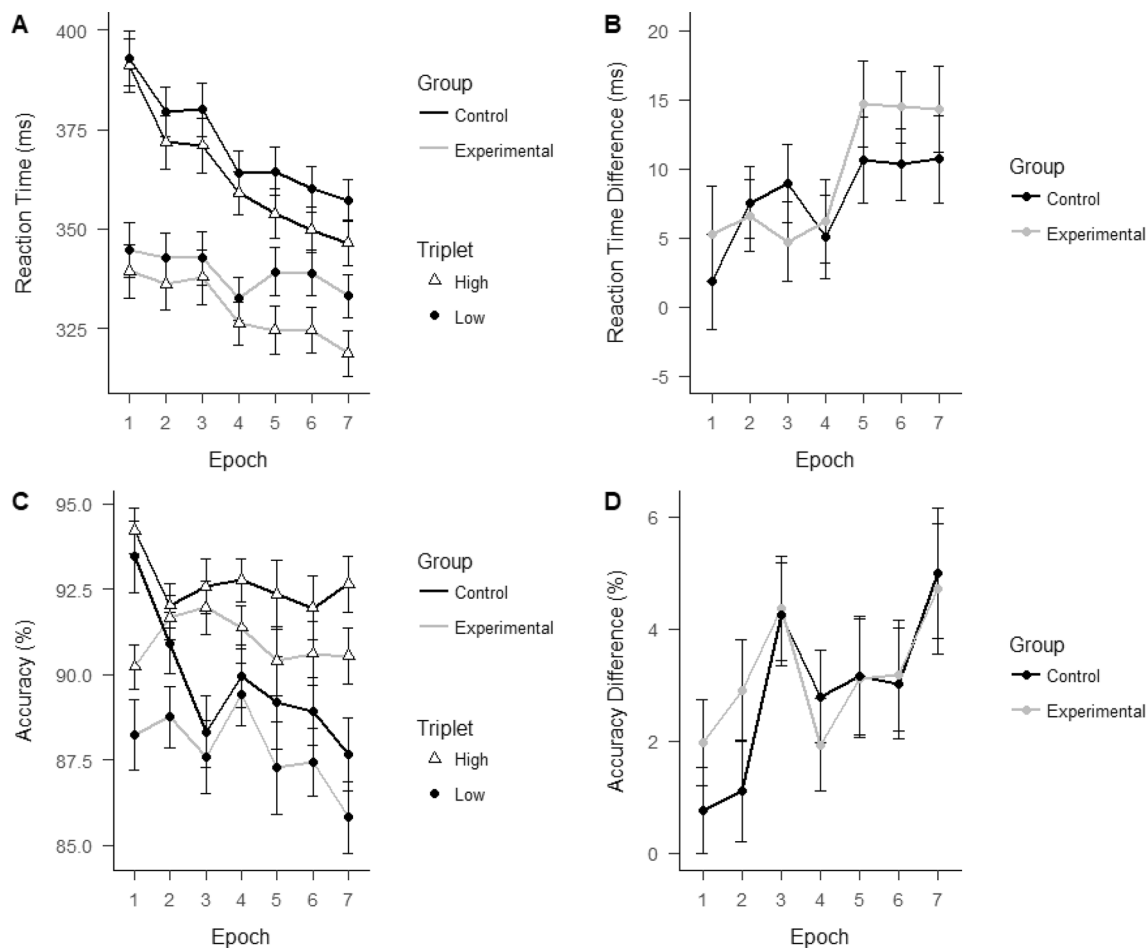 A
Reaction Time (ms)
400
375
350
325
1 2 3 4 5 6 7
Epoch
Group
Control
Experimental
Triplet
High
Low
B
Reaction Time Difference (ms)
20
15
10
5
0
-5
1 2 3 4 5 6 7
Epoch
Group
Control
Experimental
C
Accuracy (%)
95.0
92.5
90.0
87.5
85.0
1 2 3 4 5 6 7
Epoch
Group
Control
Experimental
Triplet
High
Low
D
Accuracy Difference (%)
6
4
2
0
1 2 3 4 5 6 7
Epoch
Group
Control
Experimental